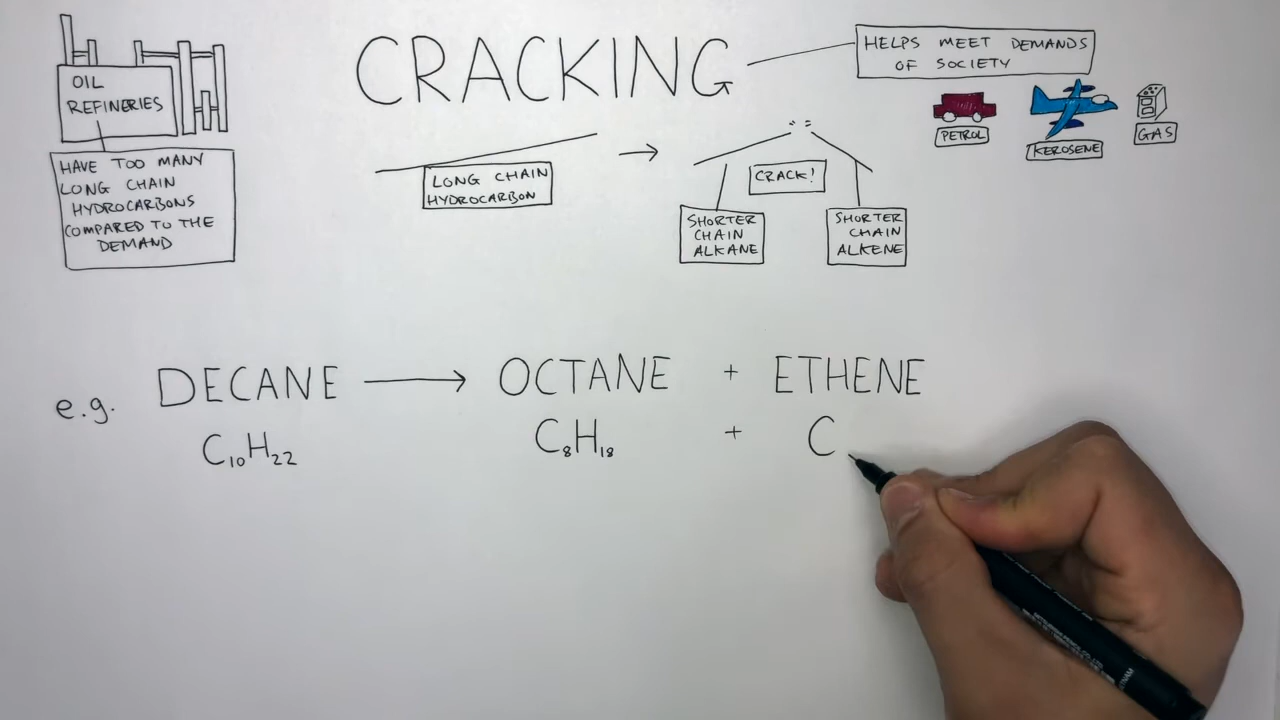 OIL
REFINERIES
HAVE TOO MANY
LONG CHAIN
HYDROCARBONS
COMPARED TO THE
DEMAND
CRACKING
HELPS MEET DEMANDS
OF SOCIETY
PETROL
KEROSENE
GAS
LONG CHAIN
HYDROCARBON
→
CRACK!
SHORTER
CHAIN
ALKANE
SHORTER
CHAIN
ALKENE
e.g. DECANE → OCTANE + ETHENE
C₁₀H₂₂ C₈H₁₈ + C